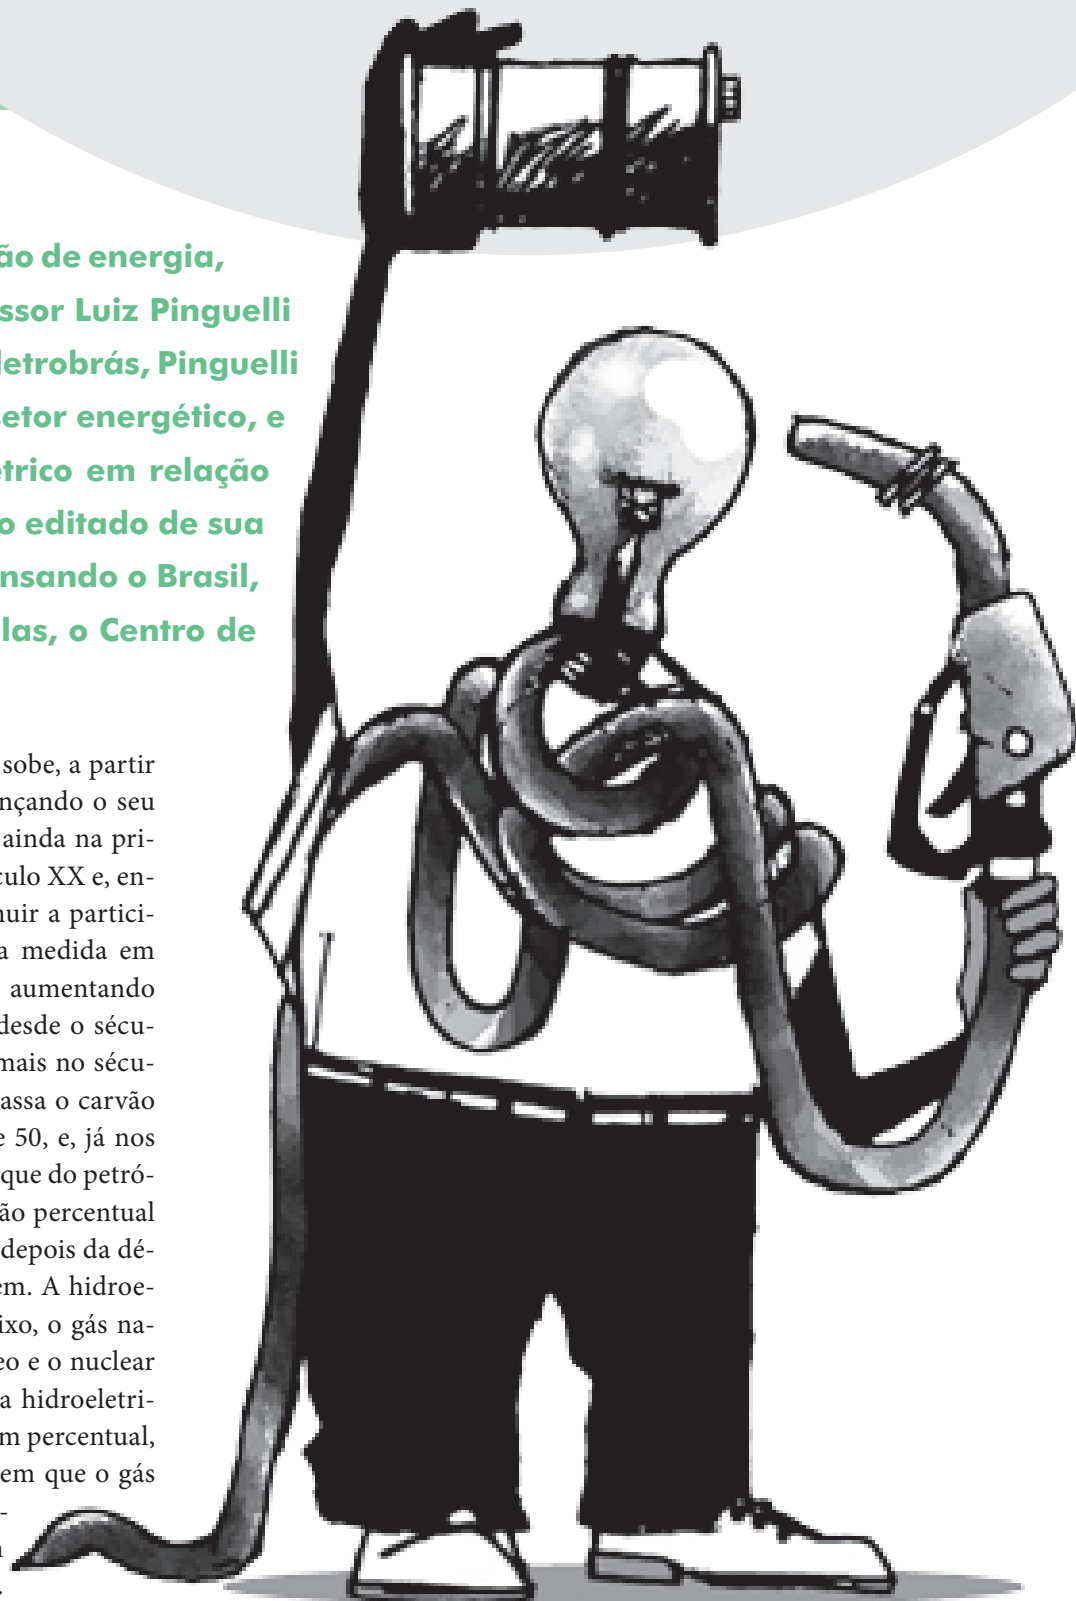 ão de energia,
ssor Luiz Pinguelli
letrobrás, Pinguelli
setor energético, e
étrico em relação
o editado de sua
nsando o Brasil,
las, o Centro de
sobe, a partir
nçando o seu
ainda na pri-
culo XX e, en-
nuir a partici-
a medida em
aumentando
desde o sécu-
mais no sécu-
assa o carvão
e 50, e, já nos
que do petró-
ão percentual
depois da dé-
em. A hidroe-
ixo, o gás na-
eo e o nuclear
a hidroeletri-
m percentual,
em que o gás
-